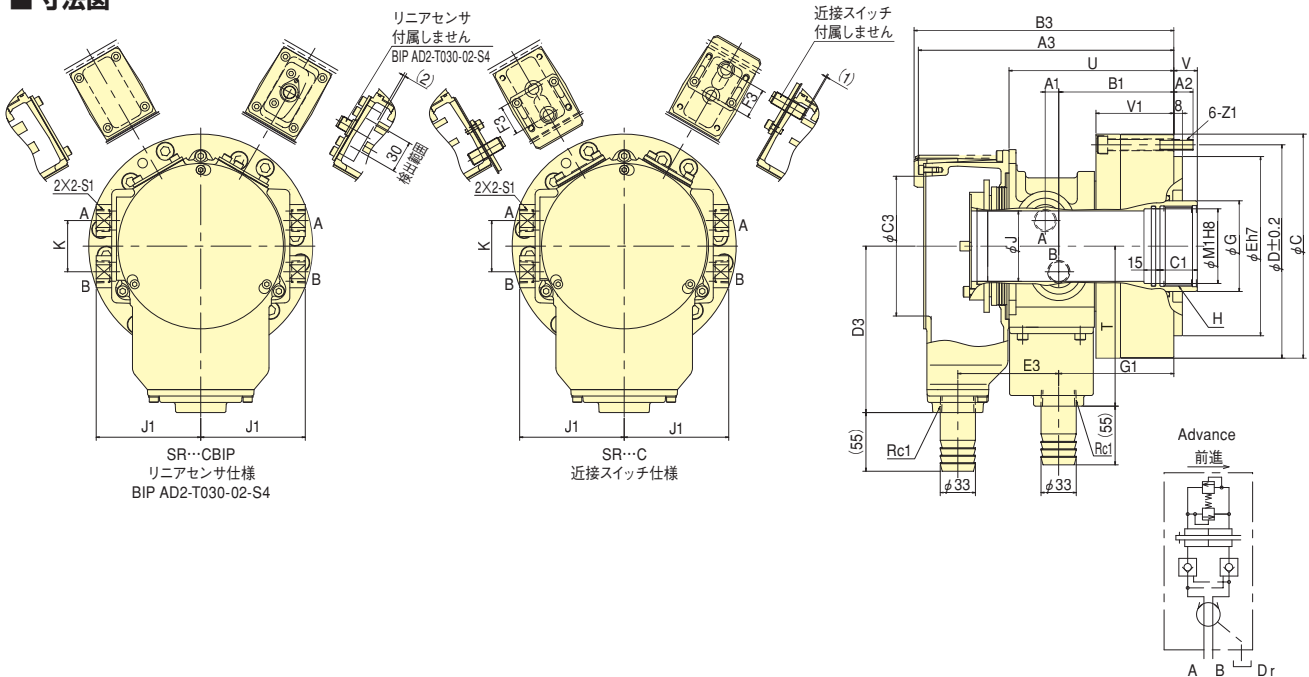 ■ 寸法図
リニアセンサ
付属しません
BIP AD2-T030-02-S4
(2)
30
検出範囲
2X2-S1
A
A
K
B
B
J1
J1
SR…CBIP
リニアセンサ仕様
BIP AD2-T030-02-S4
近接スイッチ
付属しません
(1)
F3
F3
2X2-S1
A
A
K
B
B
J1
J1
SR…C
近接スイッチ仕様
B3
A3
U
V
A1
B1
A2
V1
8
6-Z1
φC3
φJ
A
B
15
C1
φM1H8
φG
φEh7
φD±0.2
φC
H
D3
T
E3
G1
(55)
Rc1
Rc1
(55)
φ33
φ33
Advance
前進
A B Dr